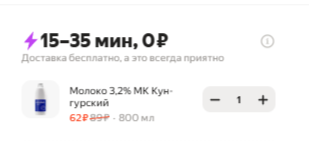 15–35 мин, 0₽
Доставка бесплатно, а это всегда приятно
Молоко 3,2% МК Кун-
гурский
62₽ 89₽ · 800 мл
− 1 +